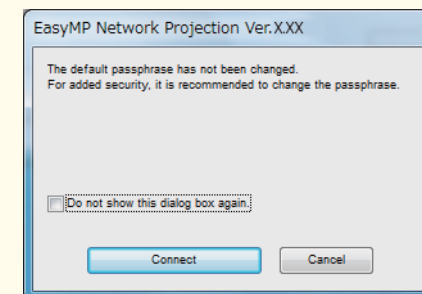 EasyMP Network Projection Ver.X.XX
The default passphrase has not been changed.
For added security, it is recommended to change the passphrase.
Do not show this dialog box again.
Connect
Cancel